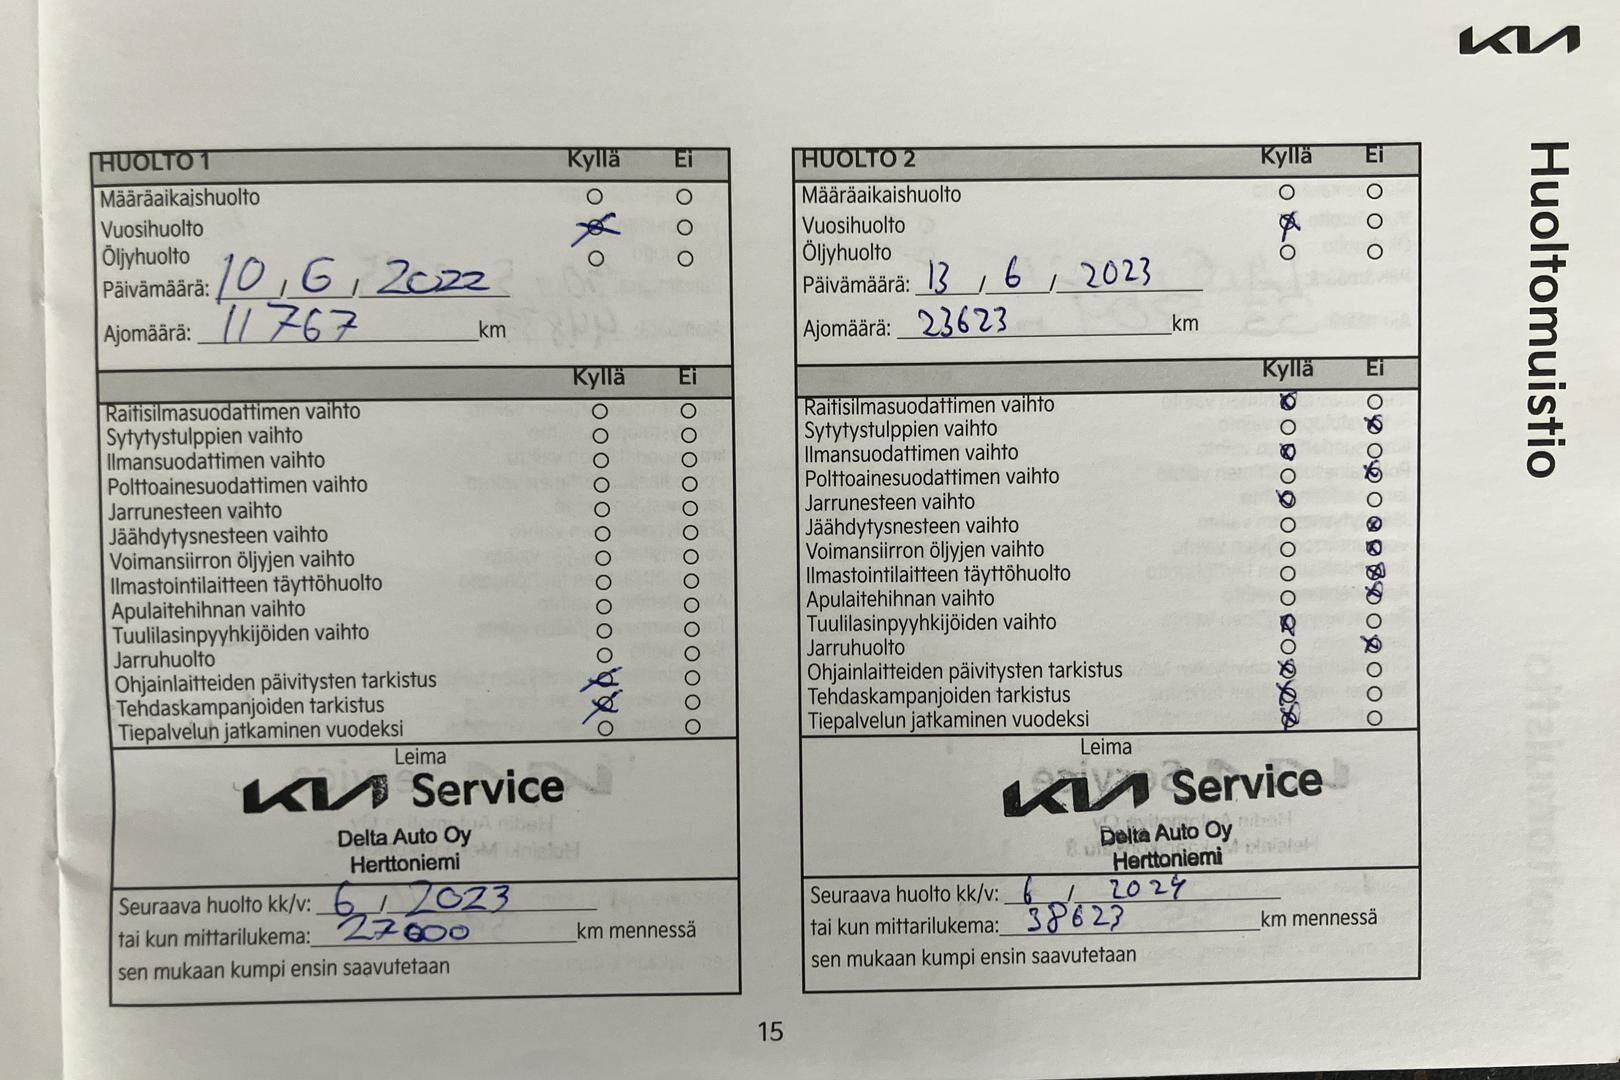 KIA
Huoltomuistio
HUOLTO 1 Kyllä Ei
Määräaikaishuolto
Vuosihuolto
Öljyhuolto
Päivämäärä: 10 / 6 / 2022
Ajomäärä: 11767 km
Kyllä Ei
Raitisilmasuodattimen vaihto
Sytytystulppien vaihto
Ilmansuodattimen vaihto
Polttoainesuodattimen vaihto
Jarrunesteen vaihto
Jäähdytysnesteen vaihto
Voimansiirron öljyjen vaihto
Ilmastointilaitteen täyttöhuolto
Apulaitehihnan vaihto
Tuulilasinpyyhkijöiden vaihto
Jarruhuolto
Ohjainlaitteiden päivitysten tarkistus
Tehdaskampanjoiden tarkistus
Tiepalvelun jatkaminen vuodeksi
Leima
KIA Service
Delta Auto Oy
Herttoniemi
Seuraava huolto kk/v: 6 / 2023
tai kun mittarilukema: 27000 km mennessä
sen mukaan kumpi ensin saavutetaan
HUOLTO 2 Kyllä Ei
Määräaikaishuolto
Vuosihuolto
Öljyhuolto
Päivämäärä: 13 / 6 / 2023
Ajomäärä: 23623 km
Kyllä Ei
Raitisilmasuodattimen vaihto
Sytytystulppien vaihto
Ilmansuodattimen vaihto
Polttoainesuodattimen vaihto
Jarrunesteen vaihto
Jäähdytysnesteen vaihto
Voimansiirron öljyjen vaihto
Ilmastointilaitteen täyttöhuolto
Apulaitehihnan vaihto
Tuulilasinpyyhkijöiden vaihto
Jarruhuolto
Ohjainlaitteiden päivitysten tarkistus
Tehdaskampanjoiden tarkistus
Tiepalvelun jatkaminen vuodeksi
Leima
KIA Service
Delta Auto Oy
Herttoniemi
Seuraava huolto kk/v: 6 / 2024
tai kun mittarilukema: 38623 km mennessä
sen mukaan kumpi ensin saavutetaan
15